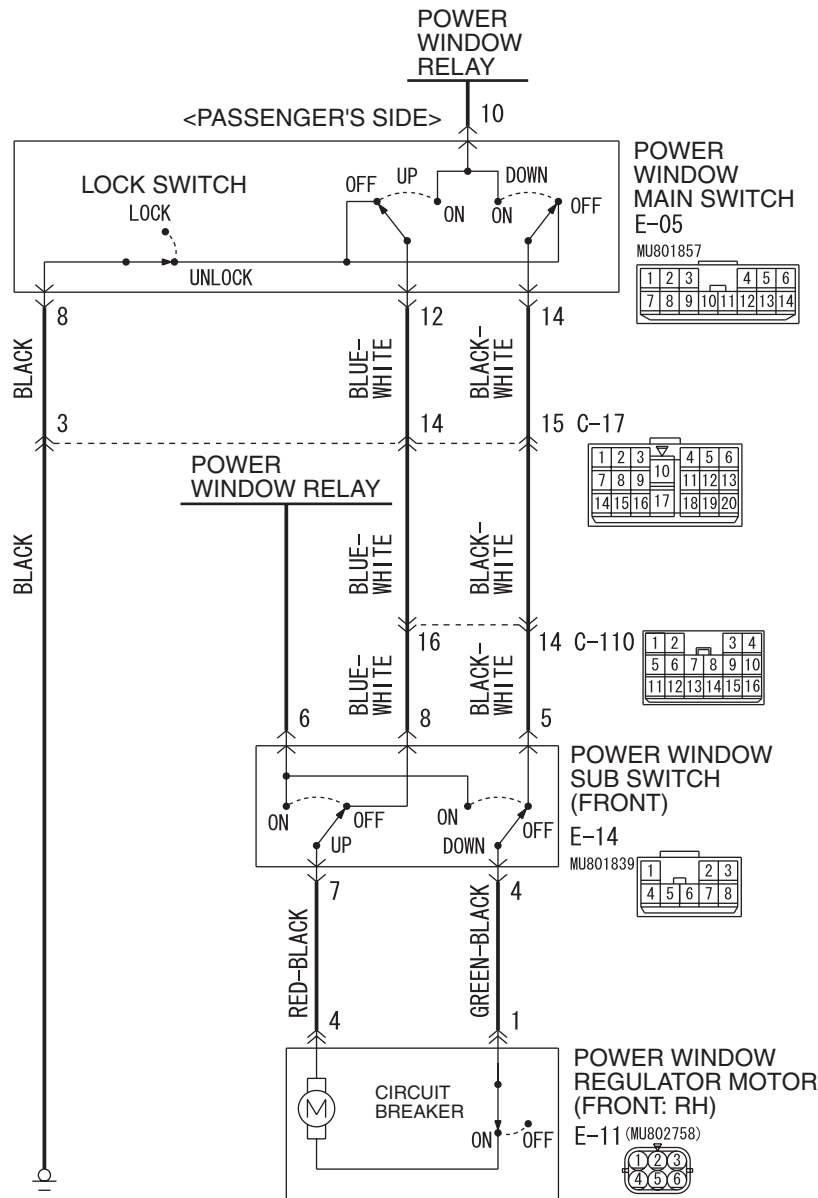 POWER
WINDOW
RELAY
<PASSENGER'S SIDE>
10
LOCK SWITCH
LOCK
UNLOCK
OFF
UP
ON
DOWN
ON
OFF
POWER
WINDOW
MAIN SWITCH
E-05
MU801857
1 2 3 4 5 6
7 8 9 10 11 12 13 14
8 12 14
BLACK
BLUE-
WHITE
BLACK-
WHITE
3 14 15 C-17
1 2 3 10 4 5 6
7 8 9 11 12 13
14 15 16 17 18 19 20
POWER
WINDOW RELAY
BLACK
BLUE-
WHITE
BLACK-
WHITE
16 14 C-110
1 2 3 4
5 6 7 8 9 10
11 12 13 14 15 16
BLUE-
WHITE
BLACK-
WHITE
6 8 5
POWER WINDOW
SUB SWITCH
(FRONT)
E-14
MU801839
1 2 3
4 5 6 7 8
ON OFF
UP
ON OFF
DOWN
7 4
RED-BLACK
GREEN-BLACK
4 1
POWER WINDOW
REGULATOR MOTOR
(FRONT: RH)
E-11 (MU802758)
1 2 3
4 5 6
M
CIRCUIT
BREAKER
ON OFF